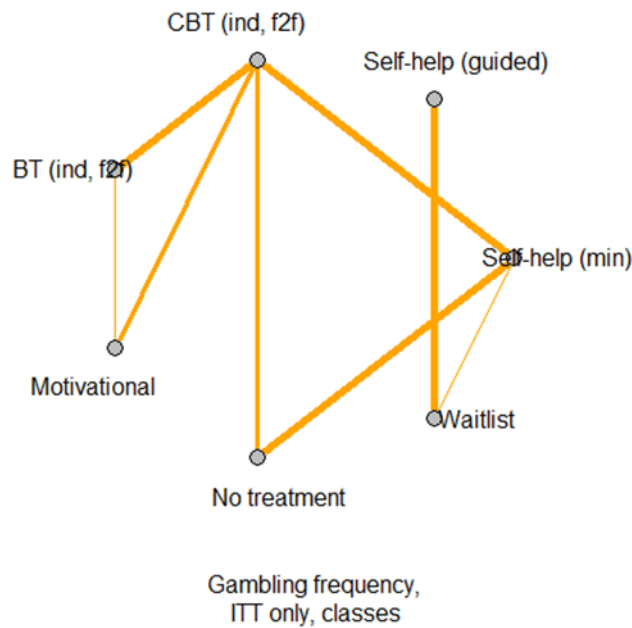 CBT (ind, f2f)
Self-help (guided)
BT (ind, f2f)
Self-help (min)
Motivational
Waitlist
No treatment
Gambling frequency,
ITT only, classes